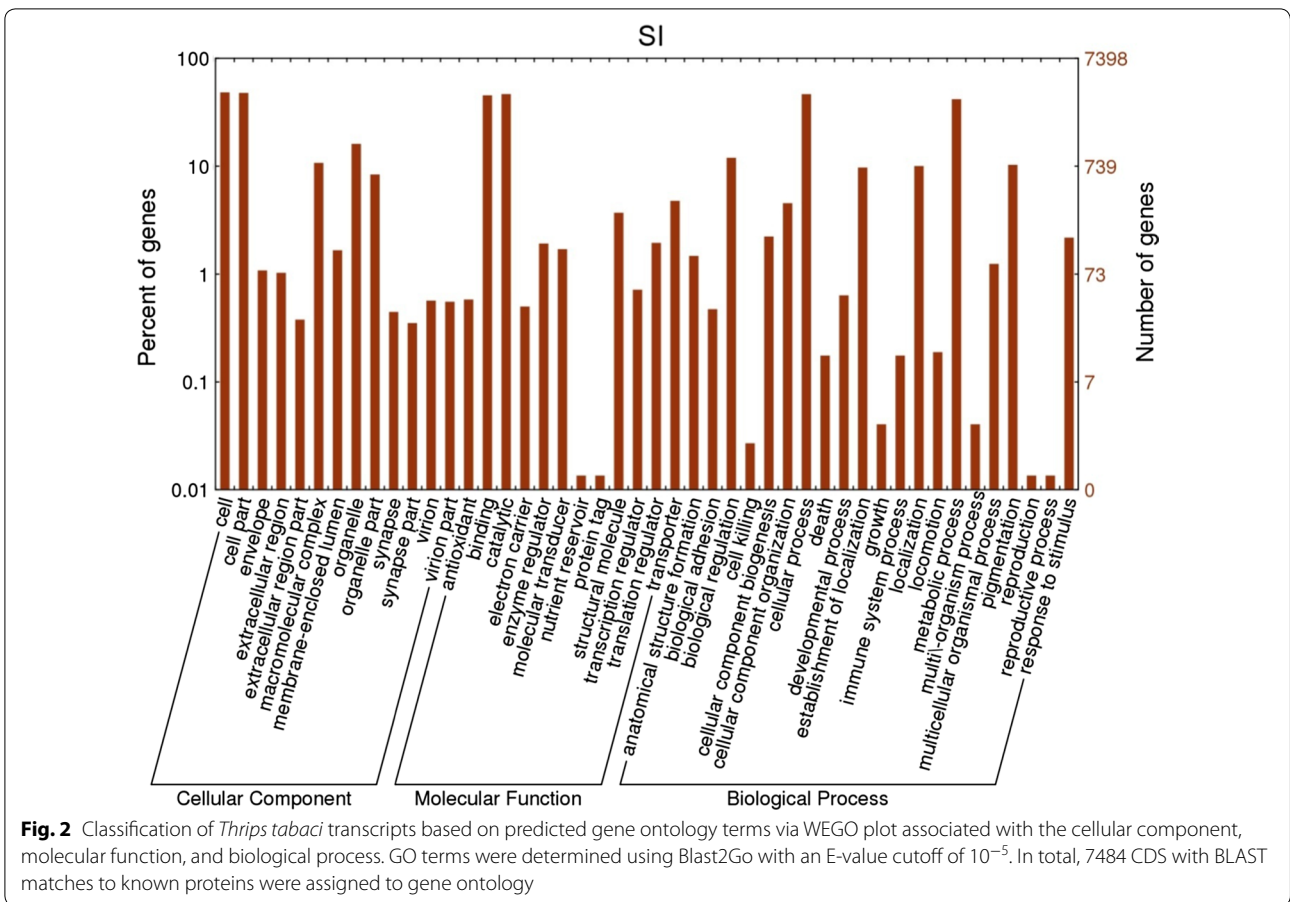 SI
Percent of genes
100
10
1
0.1
0.01
7398
739
73
7
0
Number of genes
cell
cell part
envelope
extracellular region
extracellular region part
macromolecular complex
membrane-enclosed lumen
organelle
organelle part
synapse
synapse part
virion
virion part
antioxidant
binding
catalytic
electron carrier
enzyme regulator
molecular transducer
nutrient reservoir
protein tag
structural molecule
transcription regulator
translation regulator
transporter
anatomical structure formation
biological adhesion
biological regulation
cell killing
cellular component biogenesis
cellular component organization
cellular process
death
developmental process
establishment of localization
growth
immune system process
localization
locomotion
metabolic process
multi\-organism process
multicellular organismal process
pigmentation
reproduction
reproductive process
response to stimulus
Cellular Component
Molecular Function
Biological Process
Fig. 2 Classification of Thrips tabaci transcripts based on predicted gene ontology terms via WEGO plot associated with the cellular component,
molecular function, and biological process. GO terms were determined using Blast2Go with an E-value cutoff of 10⁻⁵. In total, 7484 CDS with BLAST
matches to known proteins were assigned to gene ontology